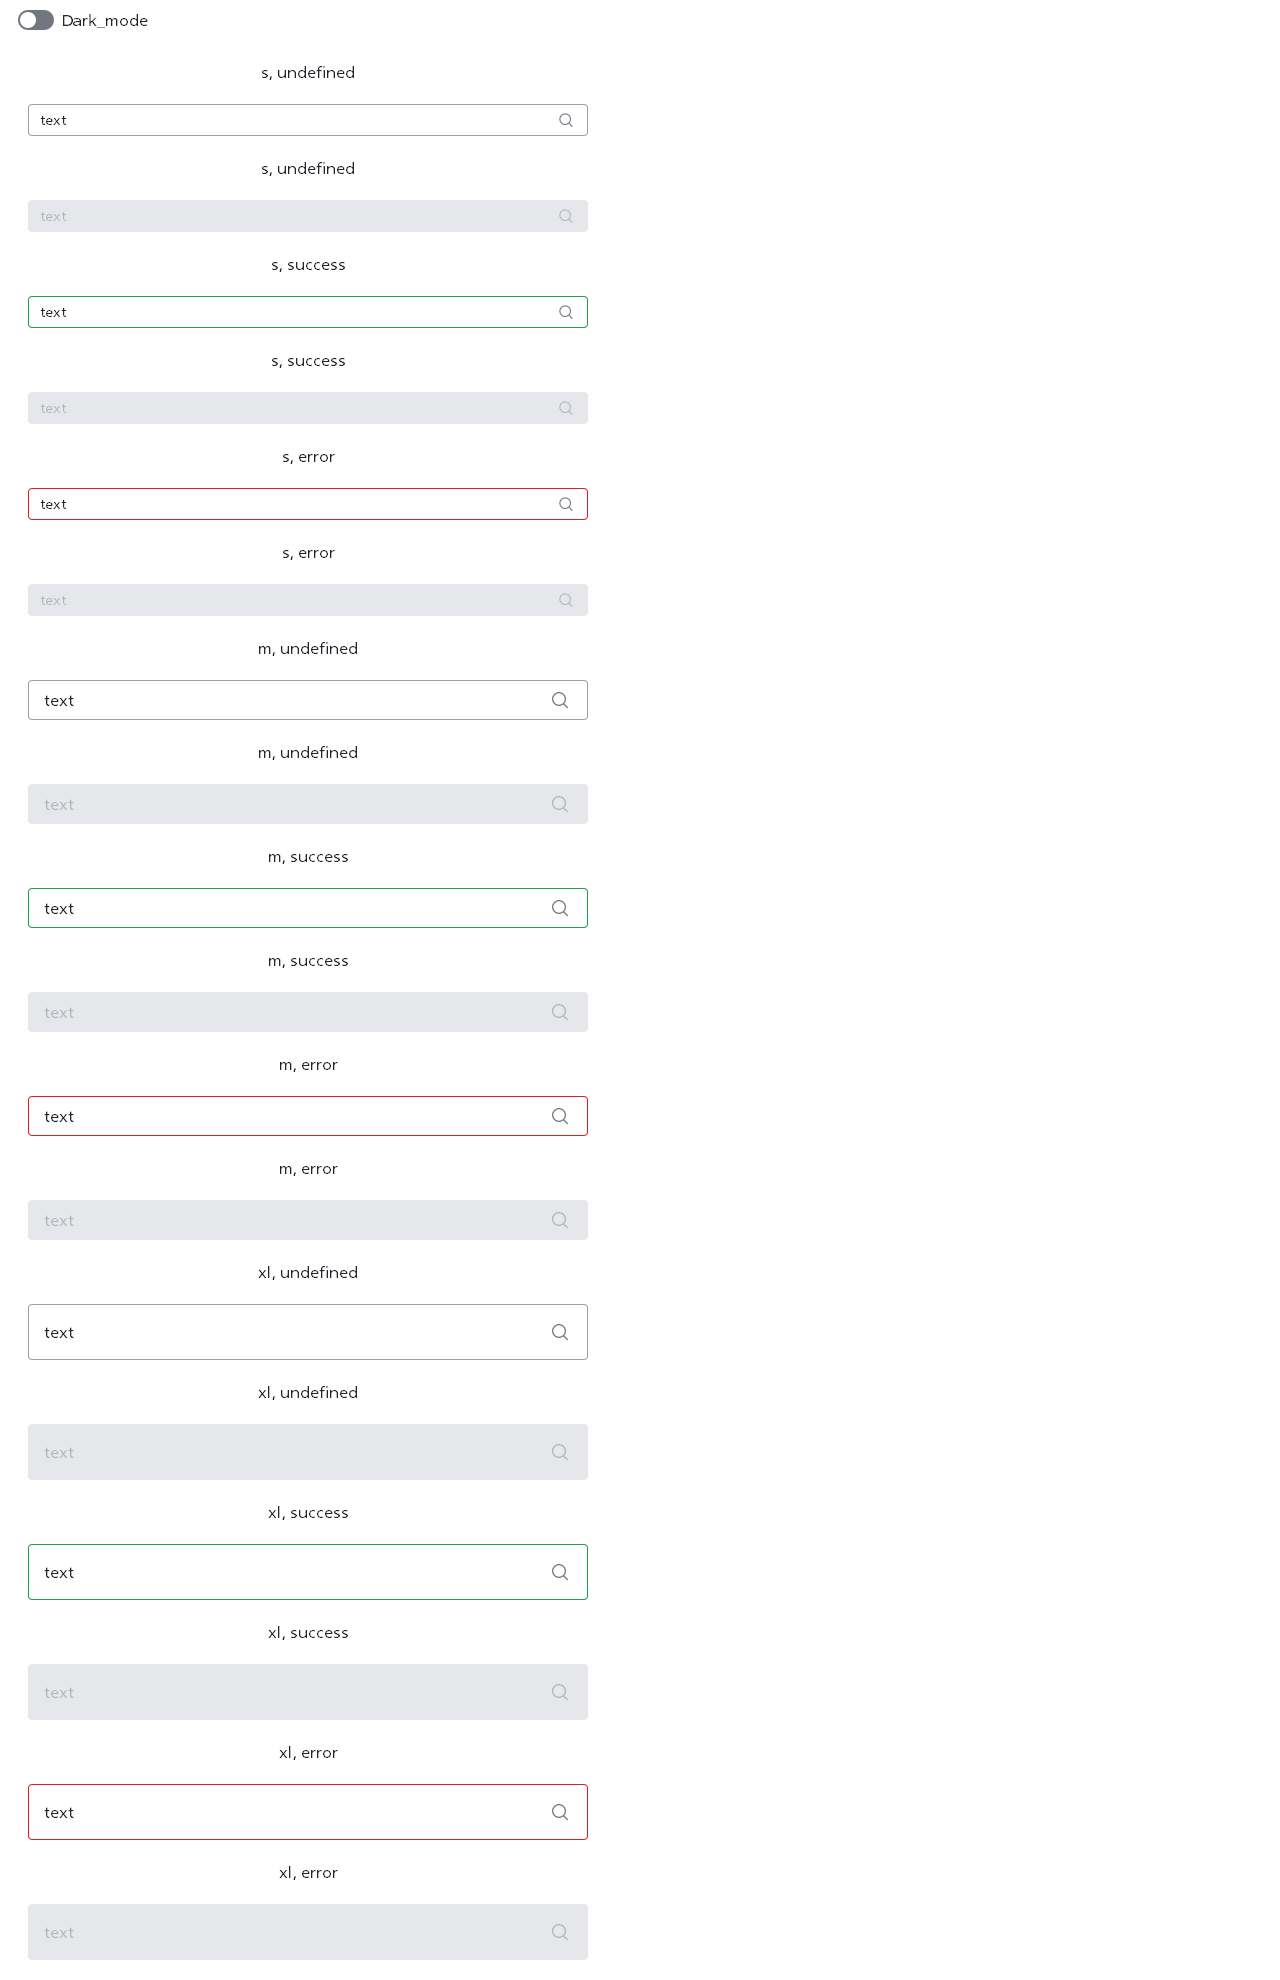 Dark_mode
s, undefined
text
s, undefined
text
s, success
text
s, success
text
s, error
text
s, error
text
m, undefined
text
m, undefined
text
m, success
text
m, success
text
m, error
text
m, error
text
xl, undefined
text
xl, undefined
text
xl, success
text
xl, success
text
xl, error
text
xl, error
text